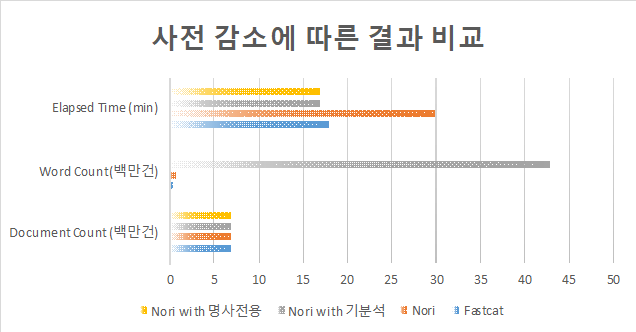 사전 감소에 따른 결과 비교
Elapsed Time (min)
Word Count(백만건)
Document Count (백만건)
0 5 10 15 20 25 30 35 40 45 50
Nori with 명사전용 Nori with 기분석 Nori Fastcat